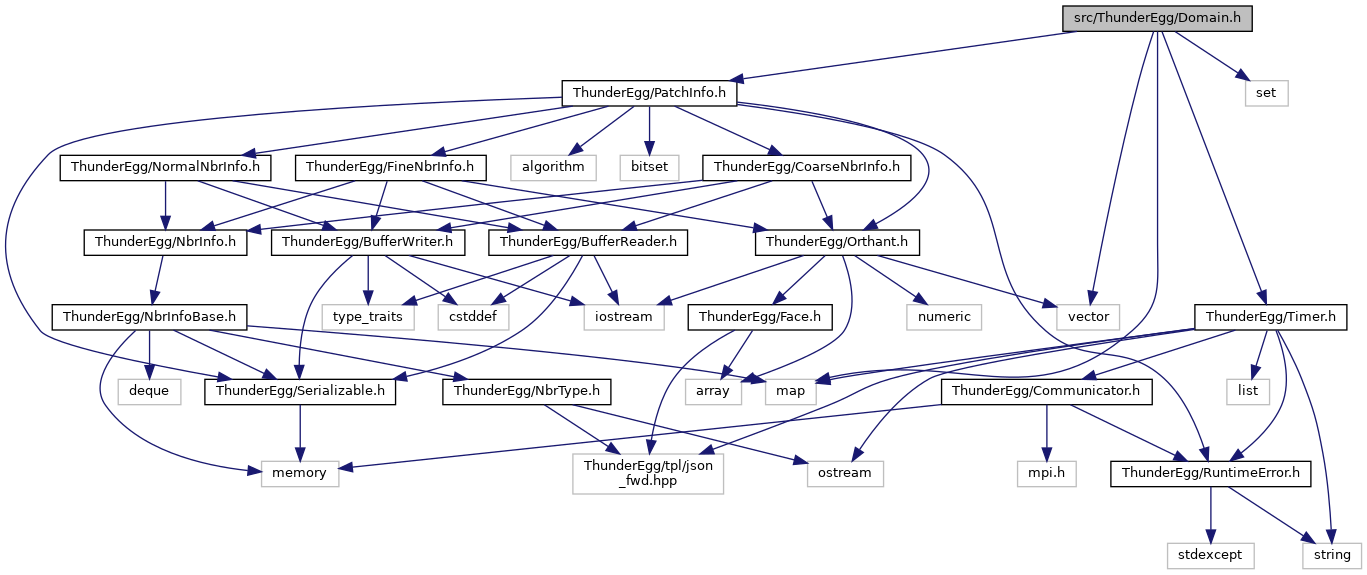 src/ThunderEgg/Domain.h
ThunderEgg/PatchInfo.h
set
ThunderEgg/NormalNbrInfo.h
ThunderEgg/FineNbrInfo.h
algorithm
bitset
ThunderEgg/CoarseNbrInfo.h
ThunderEgg/NbrInfo.h
ThunderEgg/BufferWriter.h
ThunderEgg/BufferReader.h
ThunderEgg/Orthant.h
ThunderEgg/NbrInfoBase.h
type_traits
cstddef
iostream
ThunderEgg/Face.h
numeric
vector
ThunderEgg/Timer.h
deque
ThunderEgg/Serializable.h
ThunderEgg/NbrType.h
array
map
ThunderEgg/Communicator.h
list
memory
ThunderEgg/tpl/json
_fwd.hpp
ostream
mpi.h
ThunderEgg/RuntimeError.h
stdexcept
string